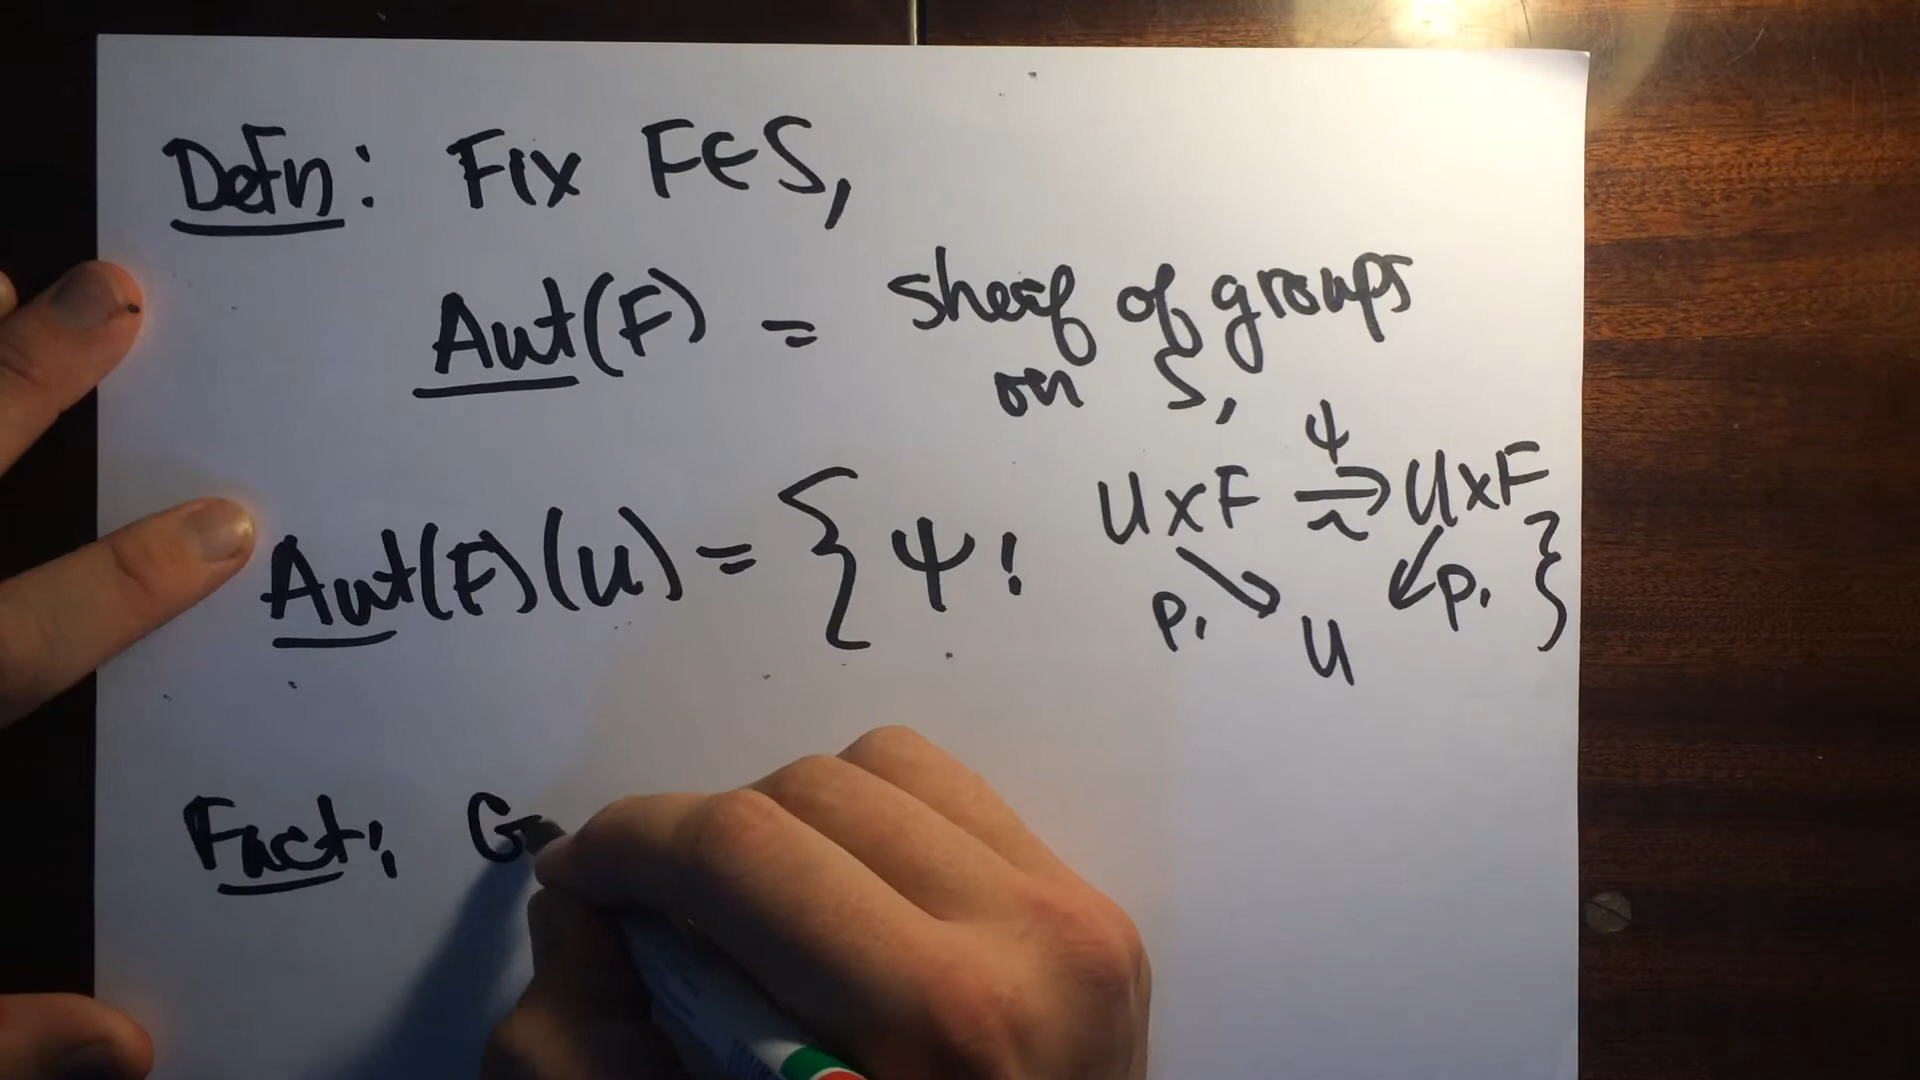 Defn: Fix F∈S,
Aut(F) = sheaf of groups
on S,
ψ
U×F ⥲ U×F
Aut(F)(U) = { ψ: }
p₁ ↘ ↙ p₁
U
Fact: G